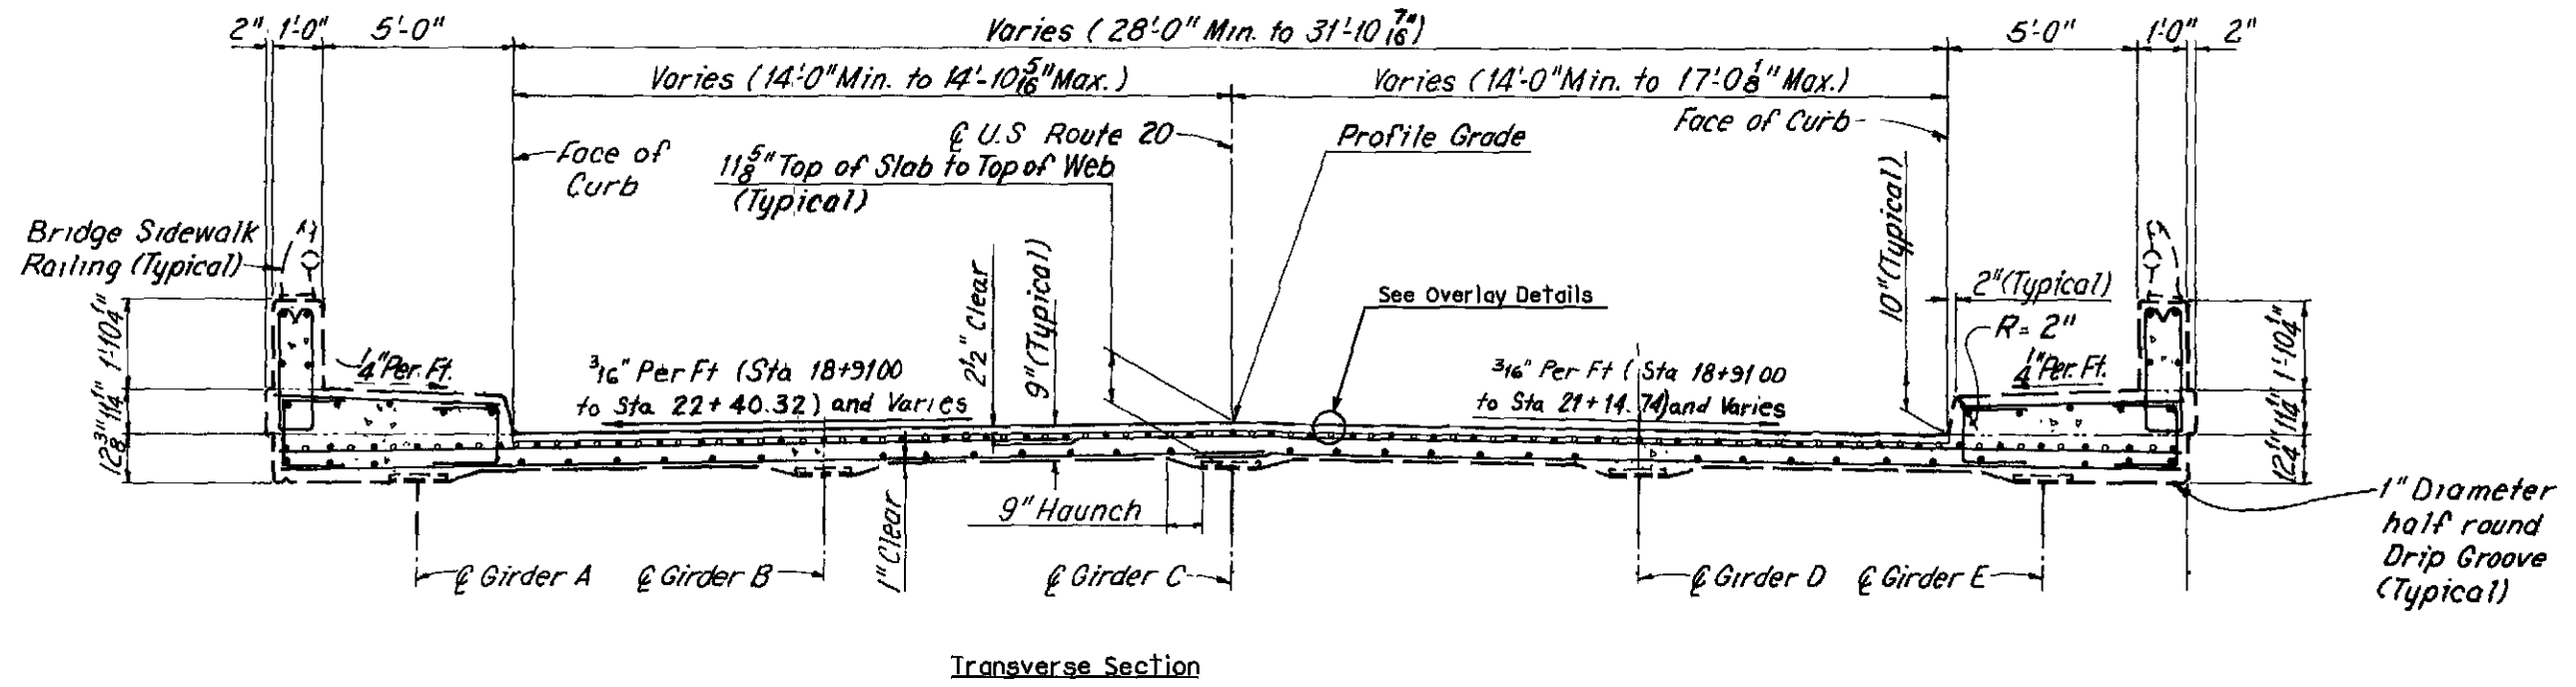 2" 1'-0" 5'-0" Varies (28'-0" Min. to 31'-10 7/16") 5'-0" 1'-0" 2"
Varies (14'-0" Min. to 14'-10 5/16" Max.) Varies (14'-0" Min. to 17'-0 1/8" Max.)
Face of Curb
℄ U.S Route 20
Profile Grade
Face of
Curb
11 5/8" Top of Slab to Top of Web
(Typical)
10" (Typical)
Bridge Sidewalk
Railing (Typical)
2 1/2" Clear
9" (Typical)
See Overlay Details
2" (Typical)
R= 2"
1'-10 1/4"
11 1/4"
12 3/8"
1/4" Per. Ft.
3/16" Per Ft (Sta 18+9100
to Sta 22+40.32) and Varies
3/16" Per Ft (Sta 18+9100
to Sta 21+14.74) and Varies
1/4" Per. Ft.
1'-10 1/4"
11 1/4"
12 1/4"
1" Clear
9" Haunch
1" Diameter
half round
Drip Groove
(Typical)
℄ Girder A ℄ Girder B ℄ Girder C ℄ Girder D ℄ Girder E
Transverse Section